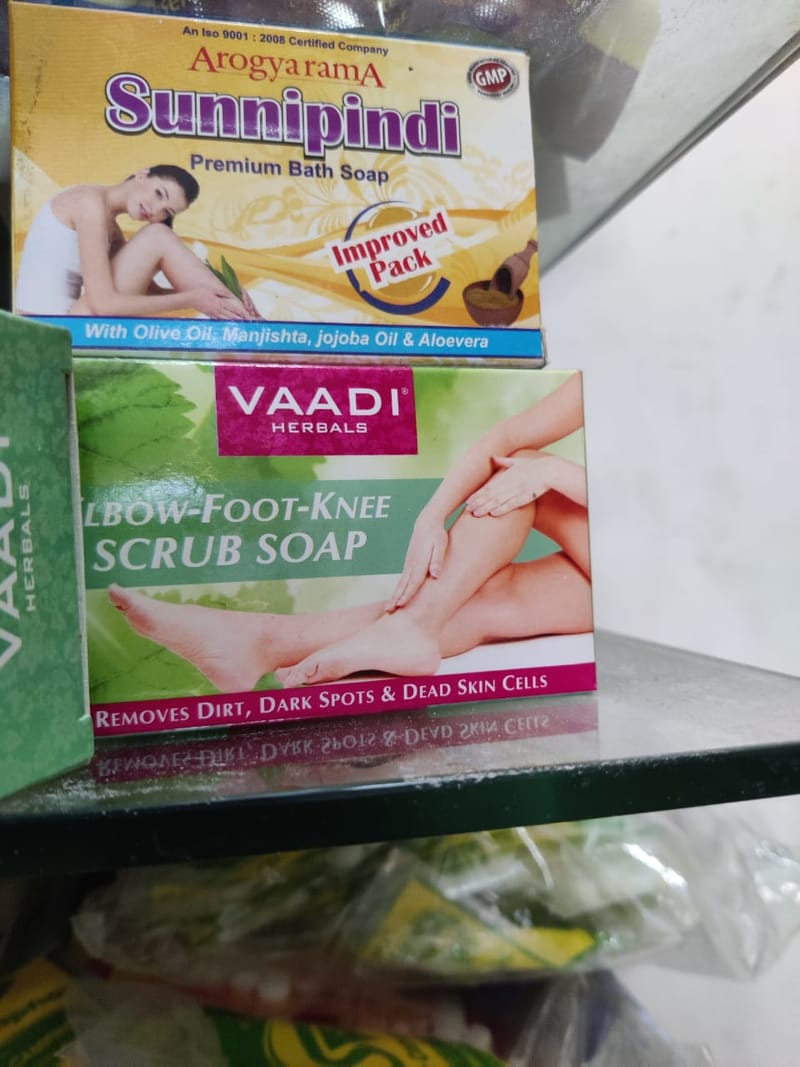 An Iso 9001 : 2008 Certified Company
ArogyaramA
GMP
Sunnipindi
Premium Bath Soap
Improved
Pack
With Olive Oil, Manjishta, jojoba Oil & Aloevera
VAADI®
HERBALS
LBOW-FOOT-KNEE
SCRUB SOAP
REMOVES DIRT, DARK SPOTS & DEAD SKIN CELLS
VAADI
HERBALS